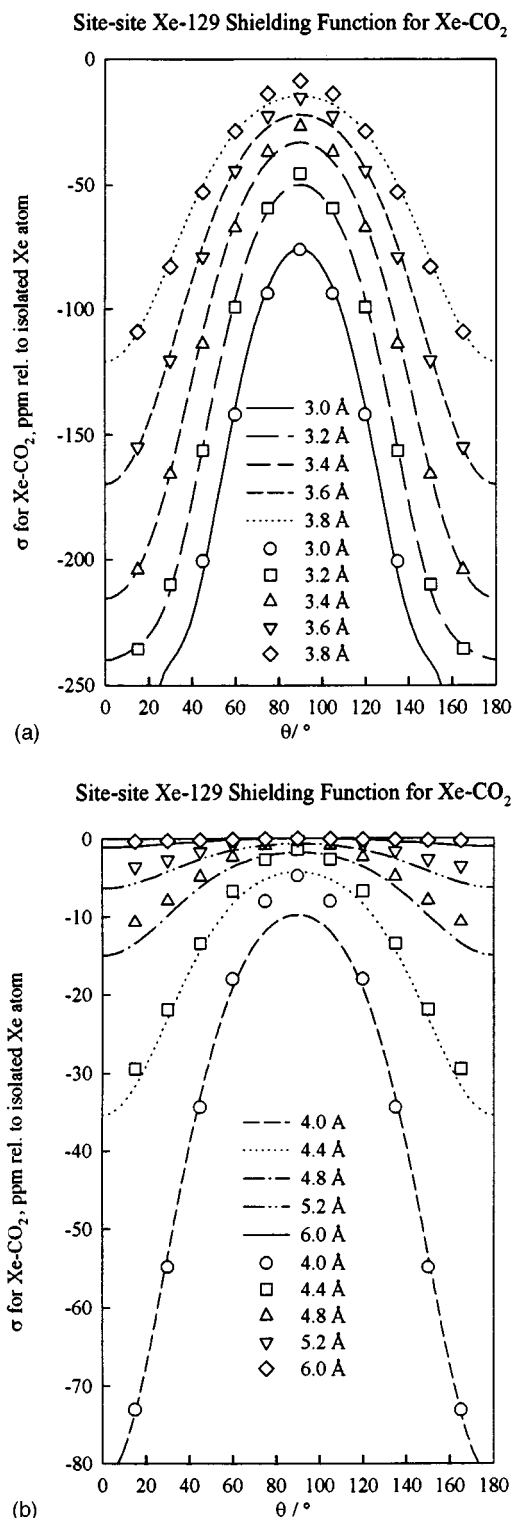 Site-site Xe-129 Shielding Function for Xe-CO₂
0
-50
-100
-150
-200
-250
σ for Xe-CO₂, ppm rel. to isolated Xe atom
3.0 Å
3.2 Å
3.4 Å
3.6 Å
3.8 Å
3.0 Å
3.2 Å
3.4 Å
3.6 Å
3.8 Å
0 20 40 60 80 100 120 140 160 180
(a)
θ/ °
Site-site Xe-129 Shielding Function for Xe-CO₂
0
-10
-20
-30
-40
-50
-60
-70
-80
σ for Xe-CO₂, ppm rel. to isolated Xe atom
4.0 Å
4.4 Å
4.8 Å
5.2 Å
6.0 Å
4.0 Å
4.4 Å
4.8 Å
5.2 Å
6.0 Å
0 20 40 60 80 100 120 140 160 180
(b)
θ / °